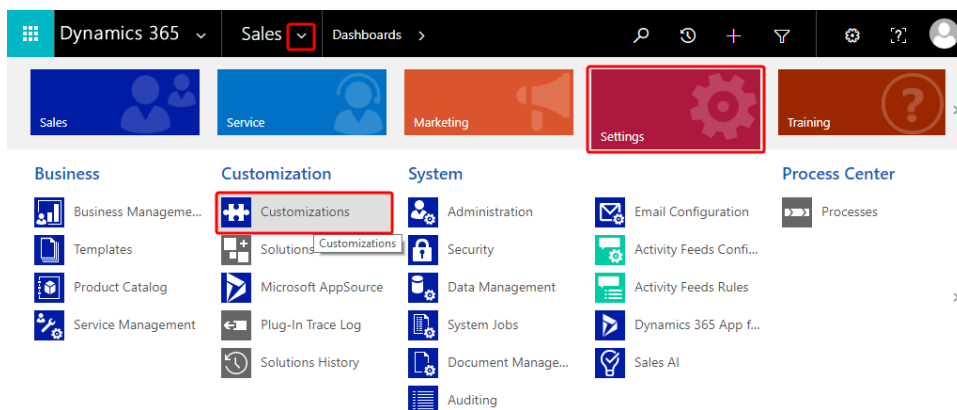 Dynamics 365 Sales Dashboards
Sales Service Marketing Settings Training
Business Customization System Process Center
Business Manageme... Customizations Administration Email Configuration Processes
Templates Solutions Customizations Security Activity Feeds Confi...
Product Catalog Microsoft AppSource Data Management Activity Feeds Rules
Service Management Plug-In Trace Log System Jobs Dynamics 365 App f...
Solutions History Document Manage... Sales AI
Auditing